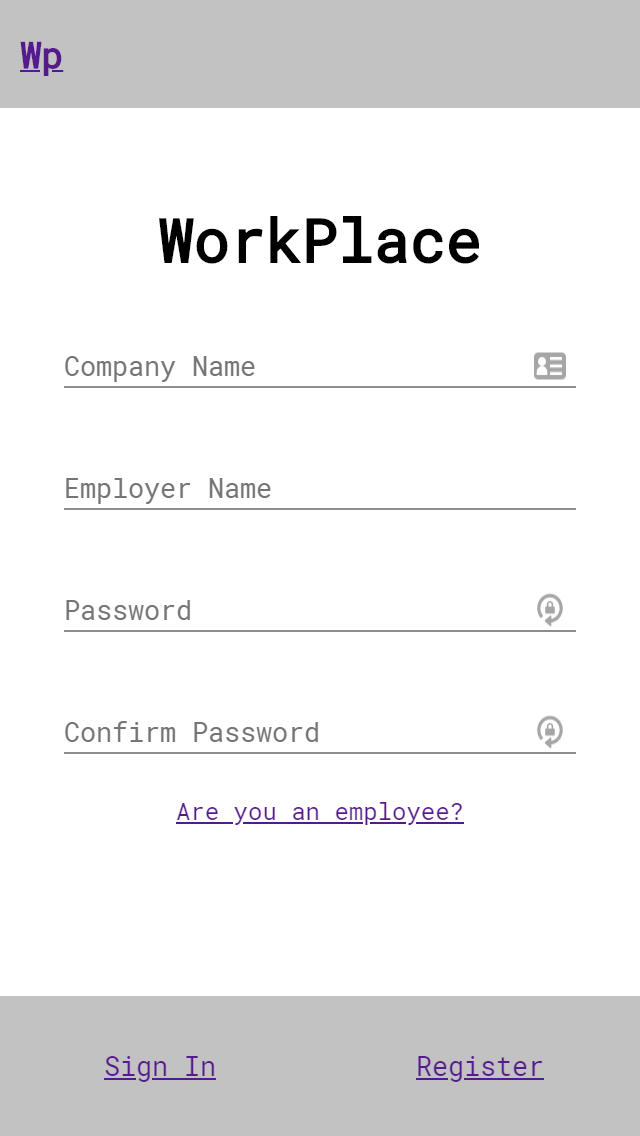 Wp
WorkPlace
Company Name
Employer Name
Password
Confirm Password
Are you an employee?
Sign In
Register